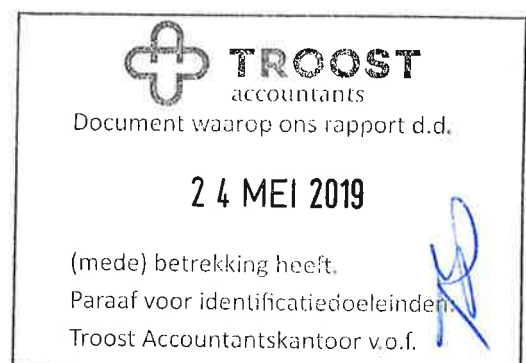 TROOST
accountants
Document waarop ons rapport d.d.
24 MEI 2019
(mede) betrekking heeft.
Paraaf voor identificatiedoeleinden.
Troost Accountantskantoor v.o.f.